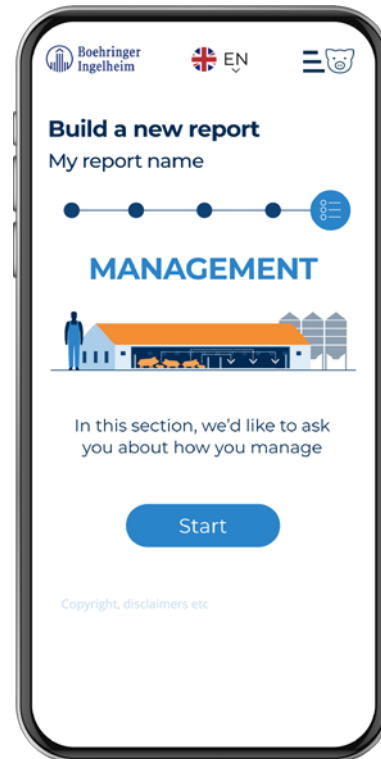 Boehringer
Ingelheim
EN
Build a new report
My report name
MANAGEMENT
In this section, we’d like to ask
you about how you manage
Start
Copyright, disclaimers etc